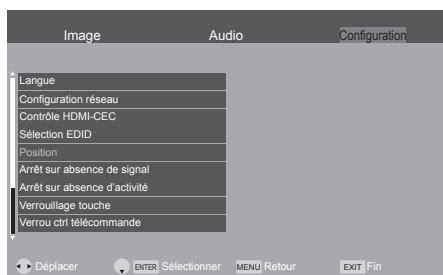 Image Audio Configuration
Langue
Configuration réseau
Contrôle HDMI-CEC
Sélection EDID
Position
Arrêt sur absence de signal
Arrêt sur absence d'activité
Verrouillage touche
Verrou ctrl télécommande
Déplacer ENTER Sélectionner MENU Retour EXIT Fin